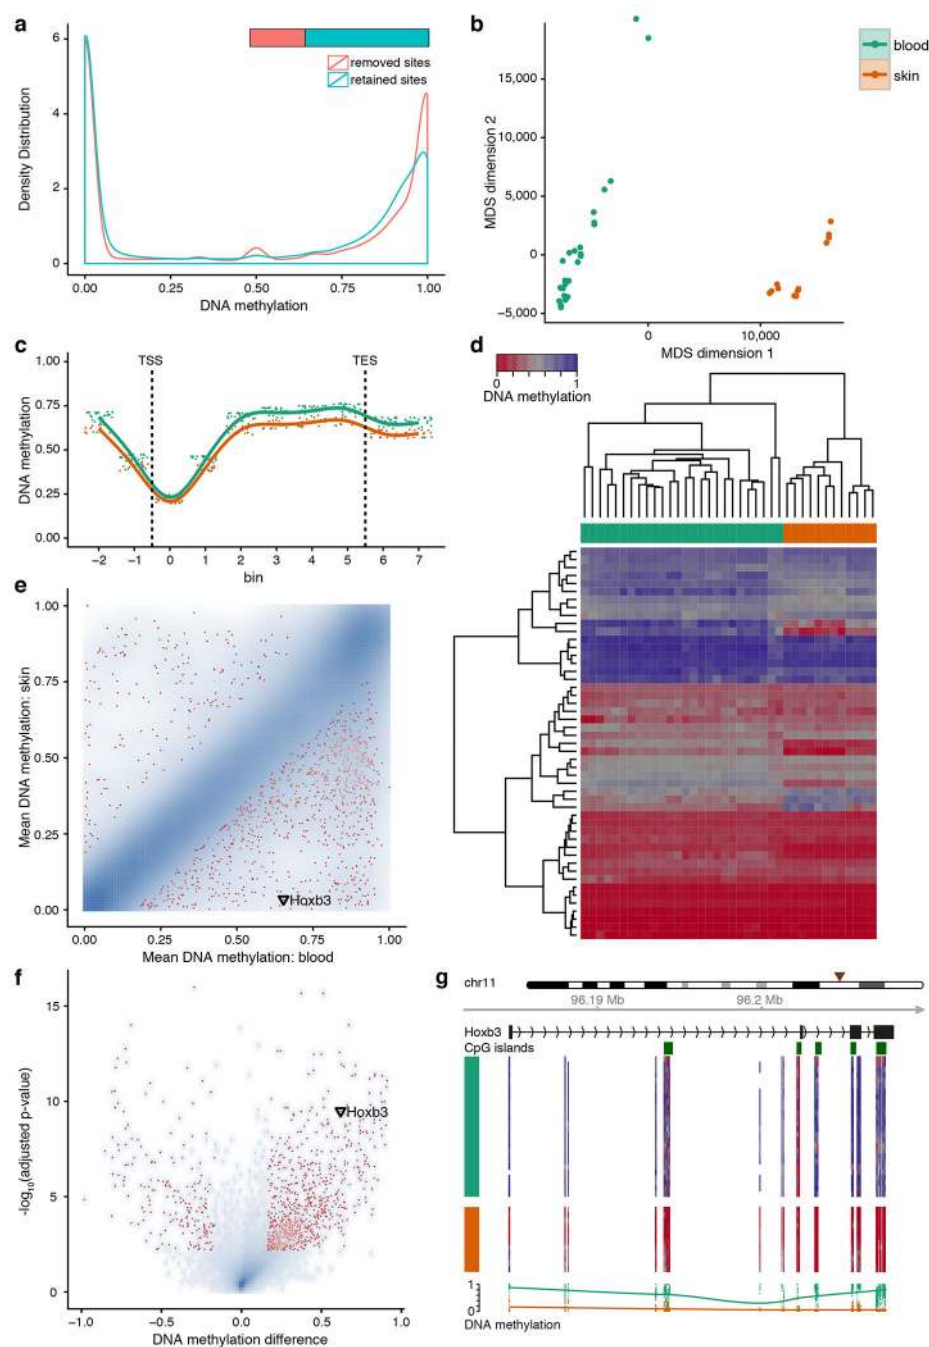 a
6
4
2
0
Density Distribution
removed sites
retained sites
0.00 0.25 0.50 0.75 1.00
DNA methylation
b
15,000
10,000
5,000
0
−5,000
MDS dimension 2
0 10,000
MDS dimension 1
blood
skin
c
TSS TES
1.00
0.75
0.50
0.25
0.00
DNA methylation
−2 −1 0 1 2 3 4 5 6 7
bin
d
0 1
DNA methylation
e
1.00
0.75
0.50
0.25
0.00
Mean DNA methylation: skin
Hoxb3
0.00 0.25 0.50 0.75 1.00
Mean DNA methylation: blood
f
15
10
5
0
-log10(adjusted p-value)
Hoxb3
−1.0 −0.5 0.0 0.5 1.0
DNA methylation difference
g
chr11
96.19 Mb 96.2 Mb
Hoxb3
CpG islands
1
0
DNA methylation